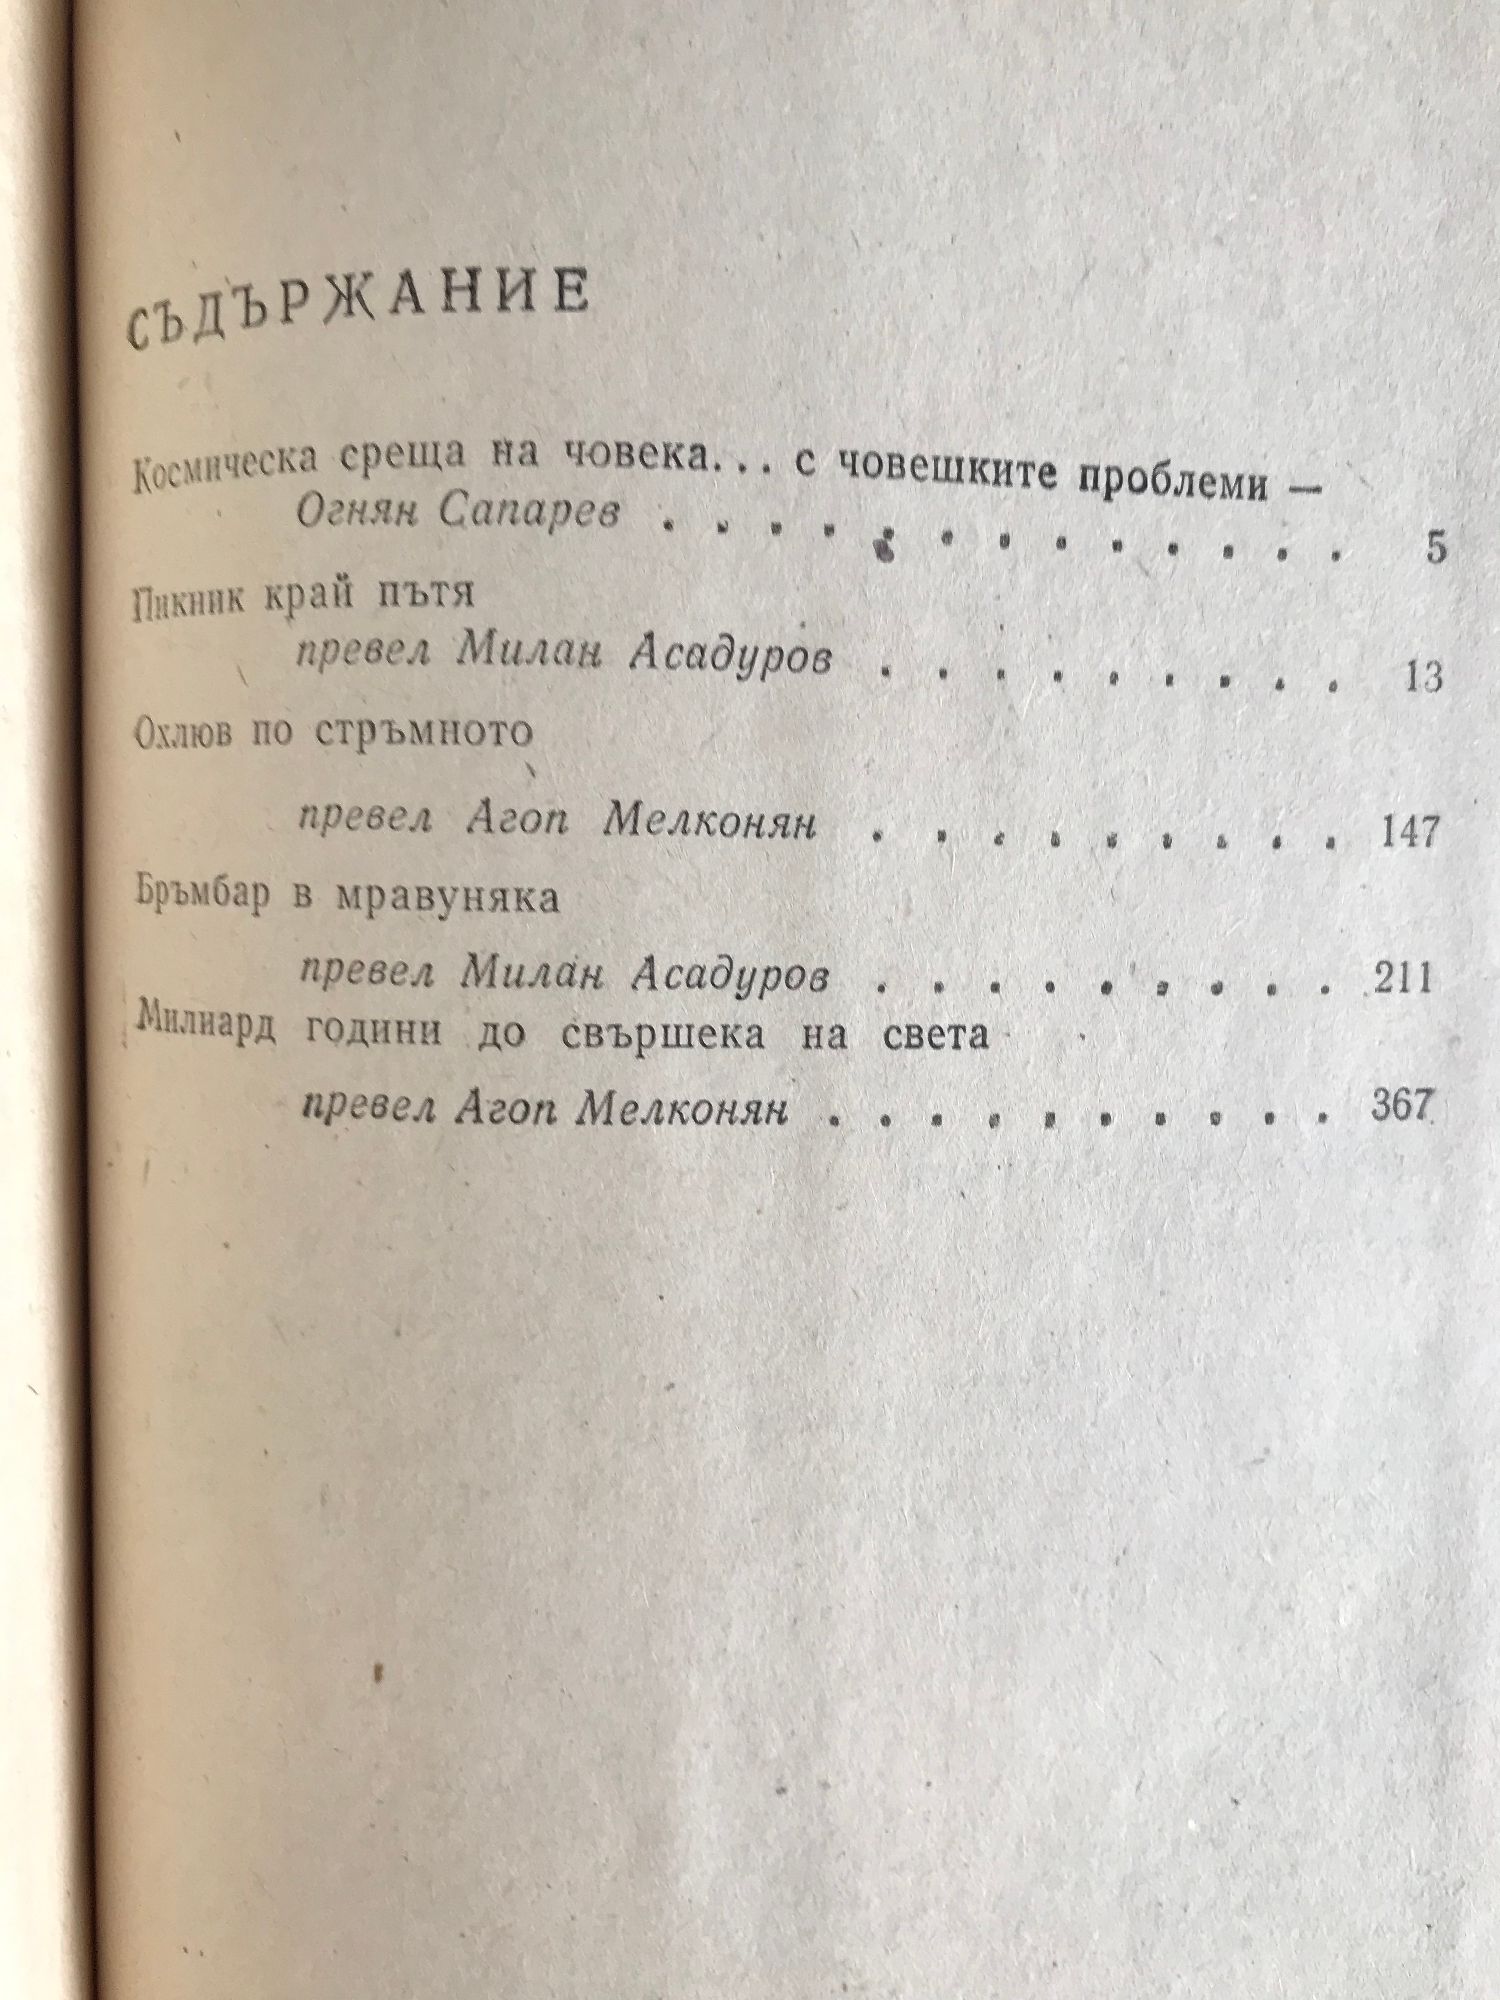 СЪДЪРЖАНИЕ
Космическа среща на човека... с човешките проблеми —
Огнян Сапарев . . . . . . . . . . . . . 5
Пикник край пътя
превел Милан Асадуров . . . . . . . . . 13
Охлюв по стръмното
превел Агоп Мелконян . . . . . . . . . 147
Бръмбар в мравуняка
превел Милан Асадуров . . . . . . . . . 211
Милиард години до свършека на света
превел Агоп Мелконян . . . . . . . . . . 367